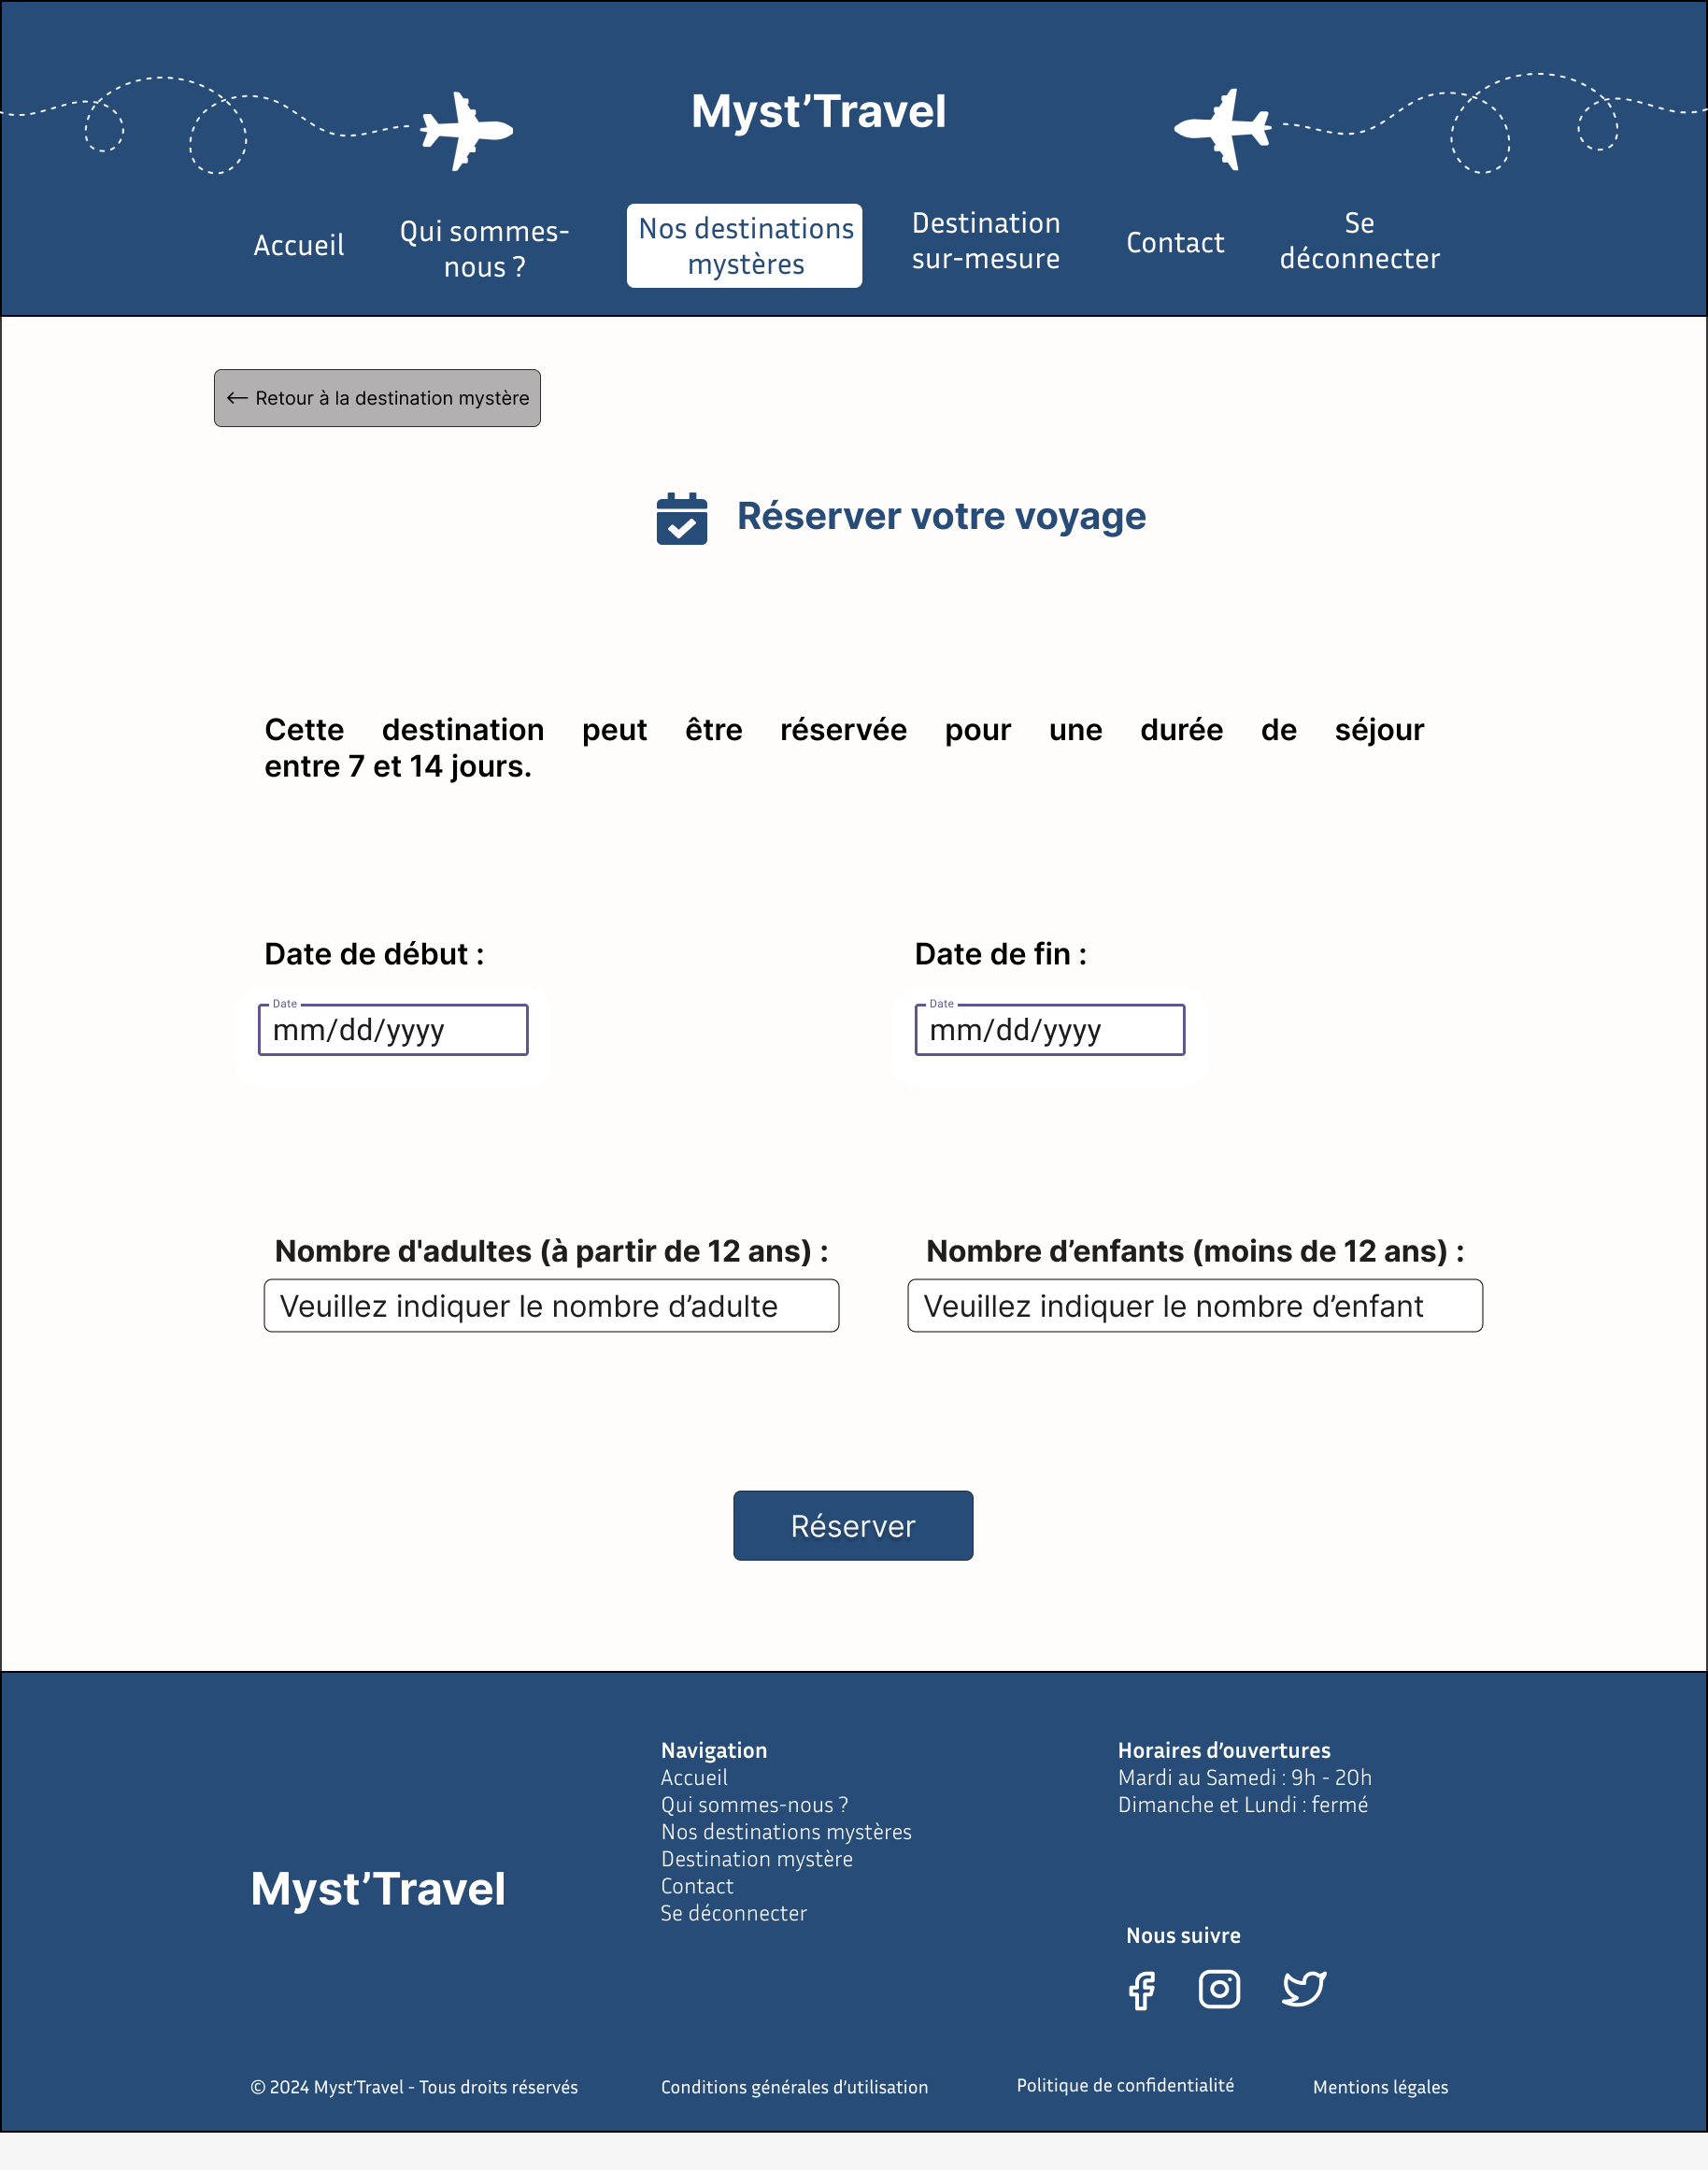 Myst’Travel
Accueil
Qui sommes-
nous ?
Nos destinations
mystères
Destination
sur-mesure
Contact
Se
déconnecter
← Retour à la destination mystère
Réserver votre voyage
Cette destination peut être réservée pour une durée de séjour
entre 7 et 14 jours.
Date de début :
Date
mm/dd/yyyy
Date de fin :
Date
mm/dd/yyyy
Nombre d'adultes (à partir de 12 ans) :
Veuillez indiquer le nombre d’adulte
Nombre d’enfants (moins de 12 ans) :
Veuillez indiquer le nombre d’enfant
Réserver
Myst’Travel
Navigation
Accueil
Qui sommes-nous ?
Nos destinations mystères
Destination mystère
Contact
Se déconnecter
Horaires d’ouvertures
Mardi au Samedi : 9h - 20h
Dimanche et Lundi : fermé
Nous suivre
© 2024 Myst’Travel - Tous droits réservés
Conditions générales d’utilisation
Politique de confidentialité
Mentions légales